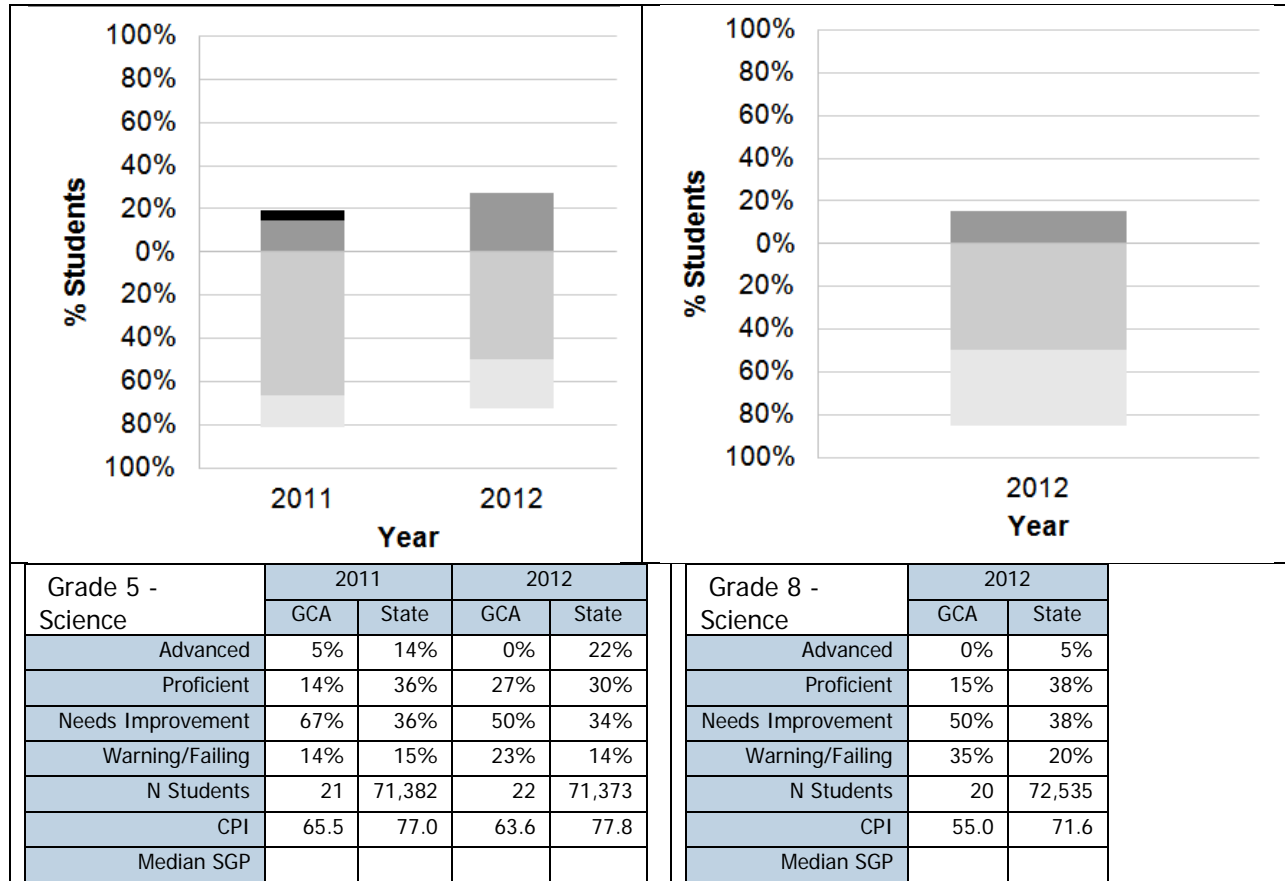 100%
80%
60%
40%
20%
0%
20%
40%
60%
80%
100%
% Students
2011 2012
Year
100%
80%
60%
40%
20%
0%
20%
40%
60%
80%
100%
% Students
2012
Year
Grade 5 - Science 2011 2012
GCA State GCA State
Advanced 5% 14% 0% 22%
Proficient 14% 36% 27% 30%
Needs Improvement 67% 36% 50% 34%
Warning/Failing 14% 15% 23% 14%
N Students 21 71,382 22 71,373
CPI 65.5 77.0 63.6 77.8
Median SGP
Grade 8 - Science 2012
GCA State
Advanced 0% 5%
Proficient 15% 38%
Needs Improvement 50% 38%
Warning/Failing 35% 20%
N Students 20 72,535
CPI 55.0 71.6
Median SGP